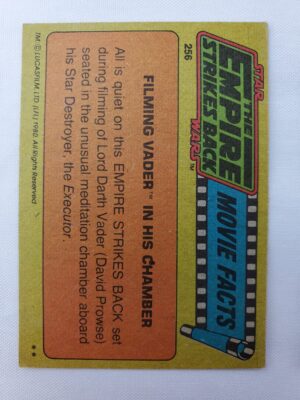 STAR
THE
EMPIRE
STRIKES BACK
WARS™
MOVIE FACTS
256
FILMING VADER™ IN HIS CHAMBER
All is quiet on this EMPIRE STRIKES BACK set
during filming of Lord Darth Vader (David Prowse)
seated in the unusual meditation chamber aboard
his Star Destroyer, the Executor.
TM: © LUCASFILM LTD. (LFL) 1980. All Rights Reserved
**